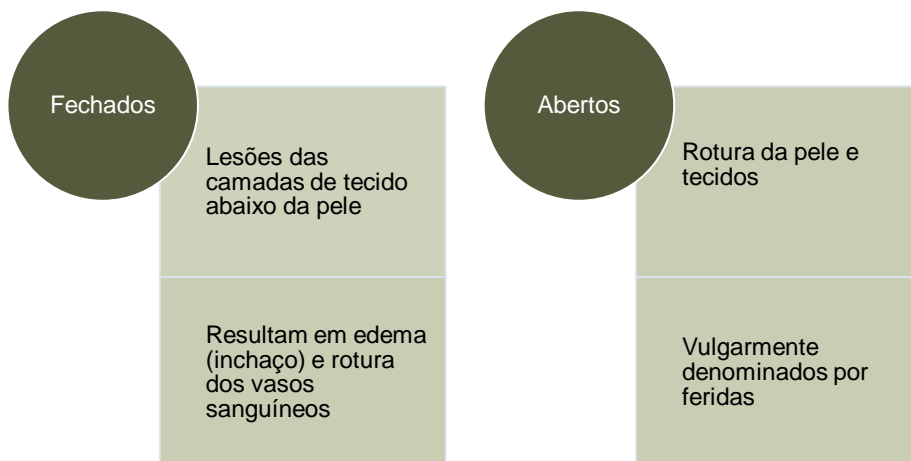 Fechados
Lesões das
camadas de tecido
abaixo da pele
Resultam em edema
(inchaço) e rotura
dos vasos
sanguíneos
Abertos
Rotura da pele e
tecidos
Vulgarmente
denominados por
feridas